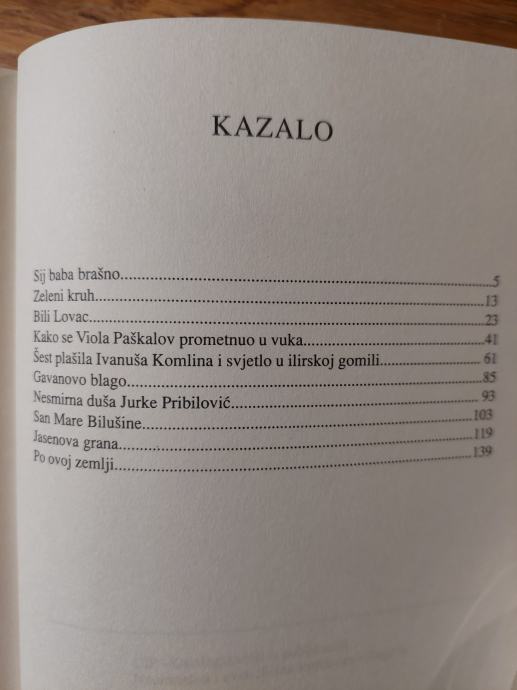 KAZALO
Sij baba brašno....................5
Zeleni kruh....................13
Bili Lovac....................23
Kako se Viola Paškalov prometnuo u vuka....................41
Šest plašila Ivanuša Komlina i svjetlo u ilirskoj gomili....................61
Gavanovo blago....................85
Nesmirna duša Jurke Pribilović....................93
San Mare Bilušine....................103
Jasenova grana....................119
Po ovoj zemlji....................139